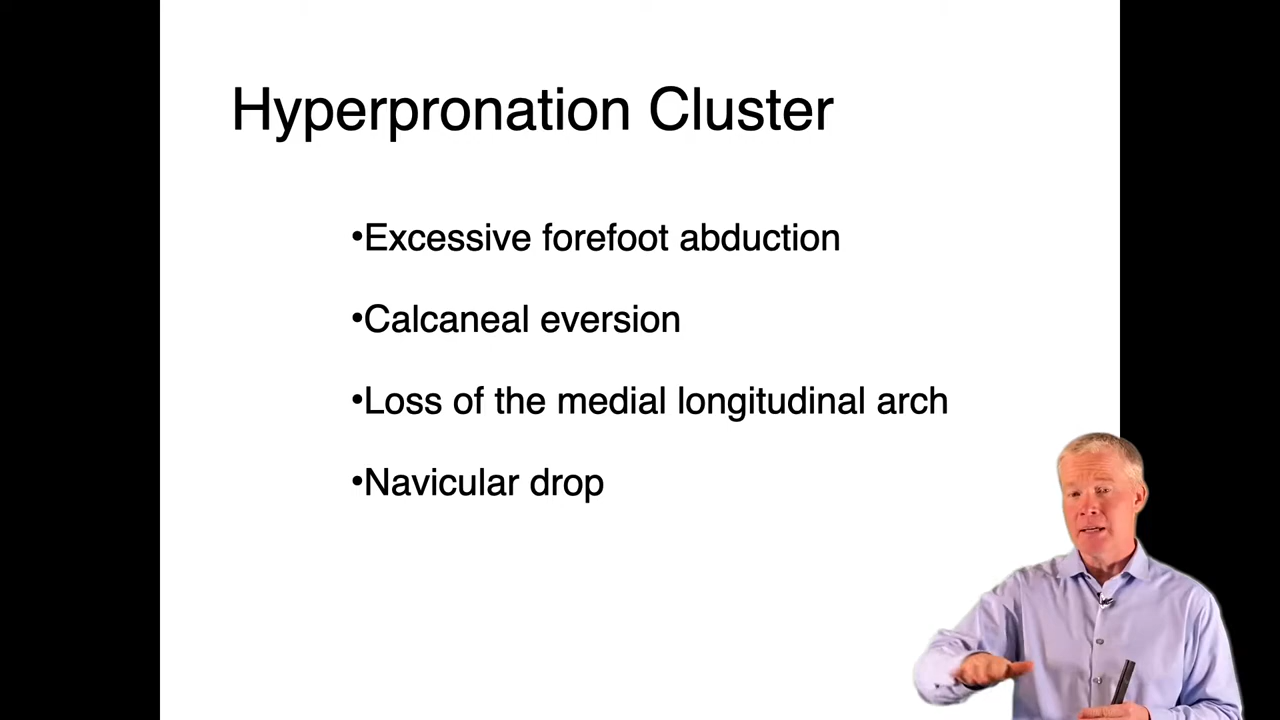 Hyperpronation Cluster
•Excessive forefoot abduction
•Calcaneal eversion
•Loss of the medial longitudinal arch
•Navicular drop